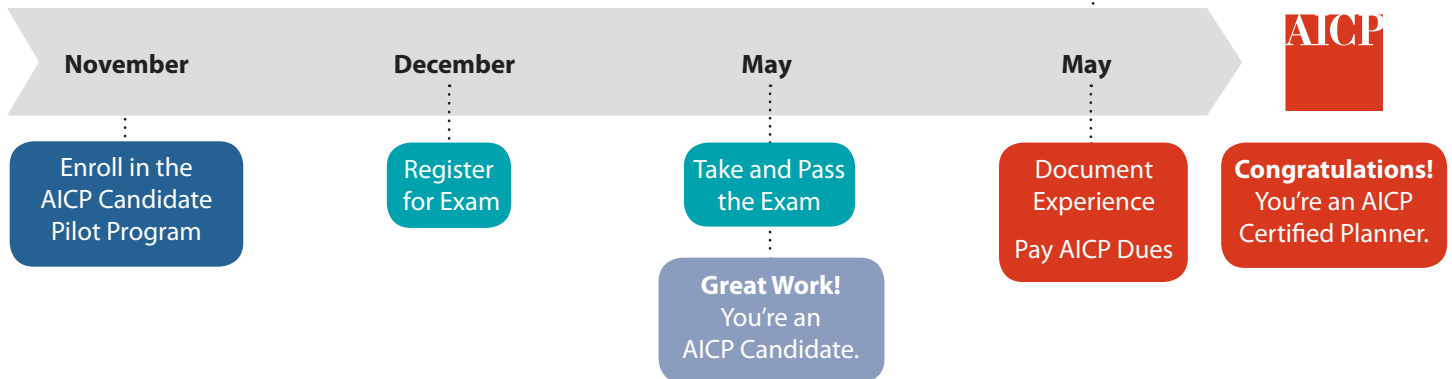 November
December
May
May
AICP
Enroll in the
AICP Candidate
Pilot Program
Register
for Exam
Take and Pass
the Exam
Great Work!
You're an
AICP Candidate.
Document
Experience
Pay AICP Dues
Congratulations!
You're an AICP
Certified Planner.